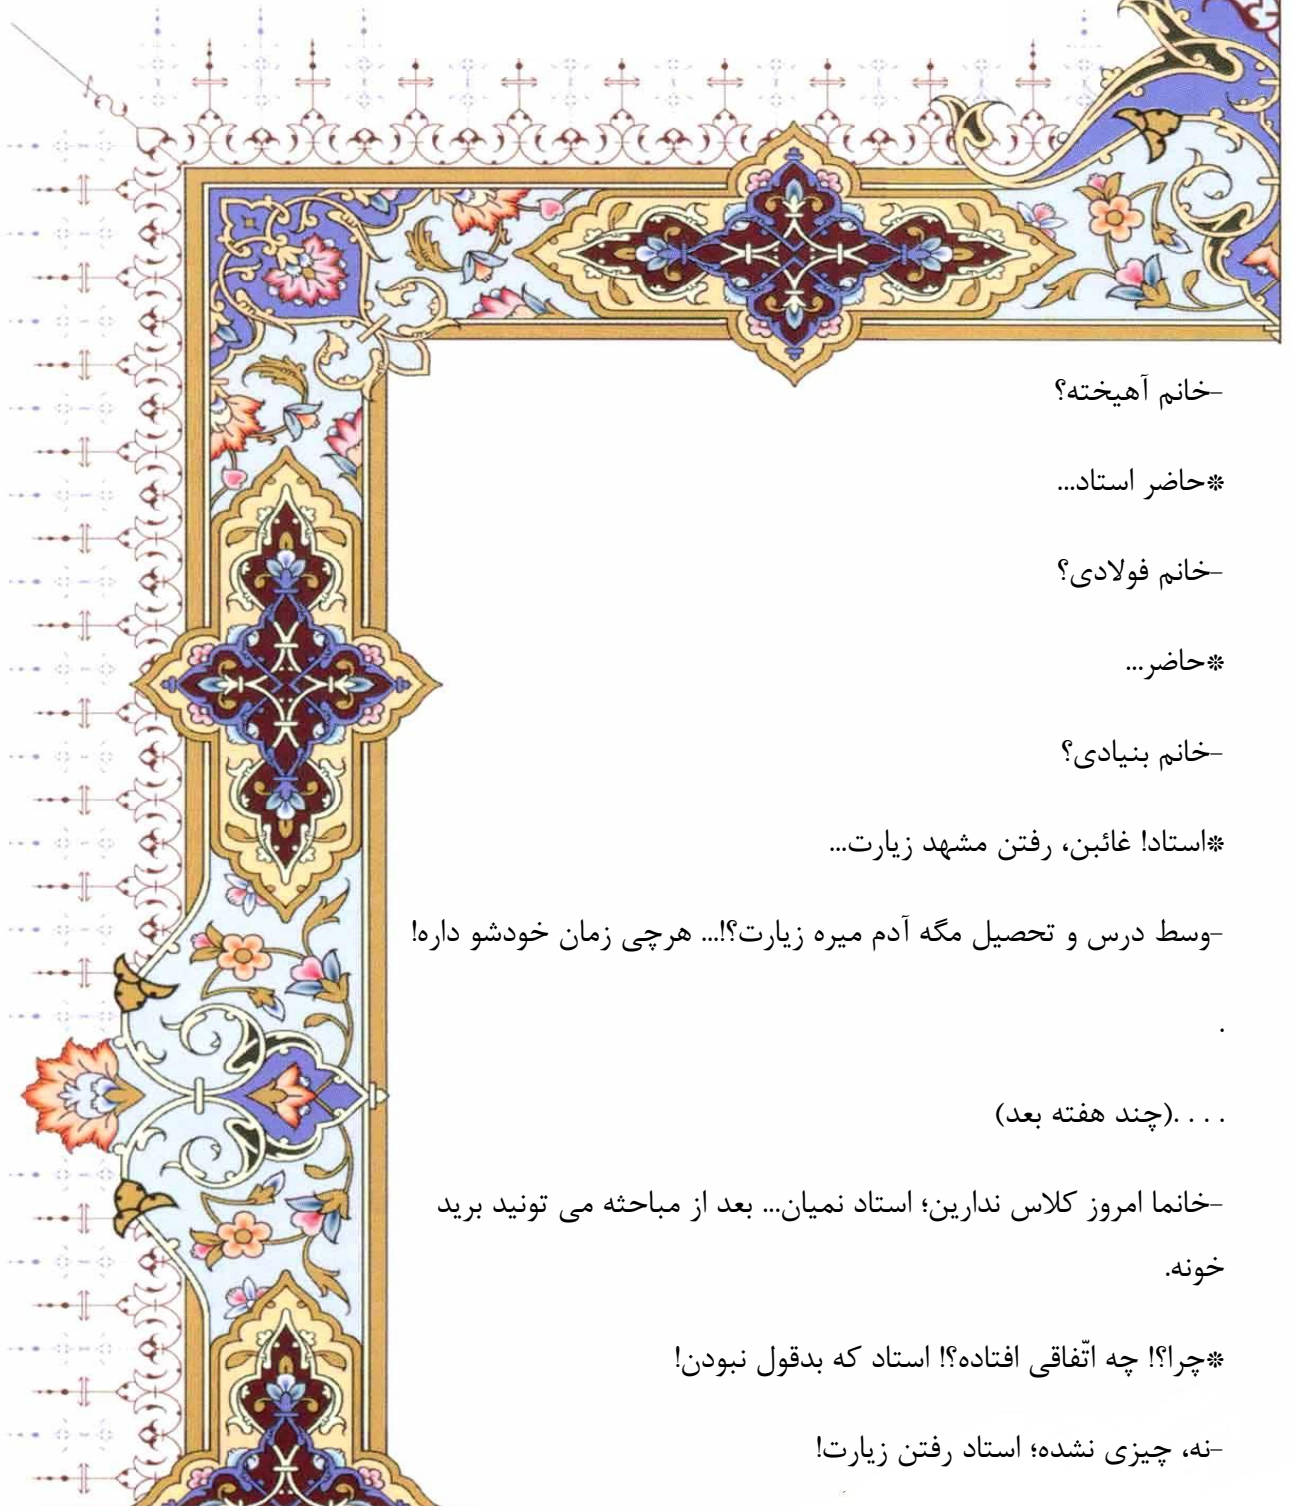 -خانم آهیخته؟
*حاضر استاد...
-خانم فولادی؟
*حاضر...
-خانم بنیادی؟
*استاد! غائبن، رفتن مشهد زیارت...
-وسط درس و تحصیل مگه آدم میره زیارت؟!... هرچی زمان خودشو داره!
.
. . . .(چند هفته بعد)
-خانما امروز کلاس ندارین؛ استاد نمیان... بعد از مباحثه می تونید برید
خونه.
*چرا؟! چه اتّفاقی افتاده؟! استاد که بدقول نبودن!
-نه، چیزی نشده؛ استاد رفتن زیارت!